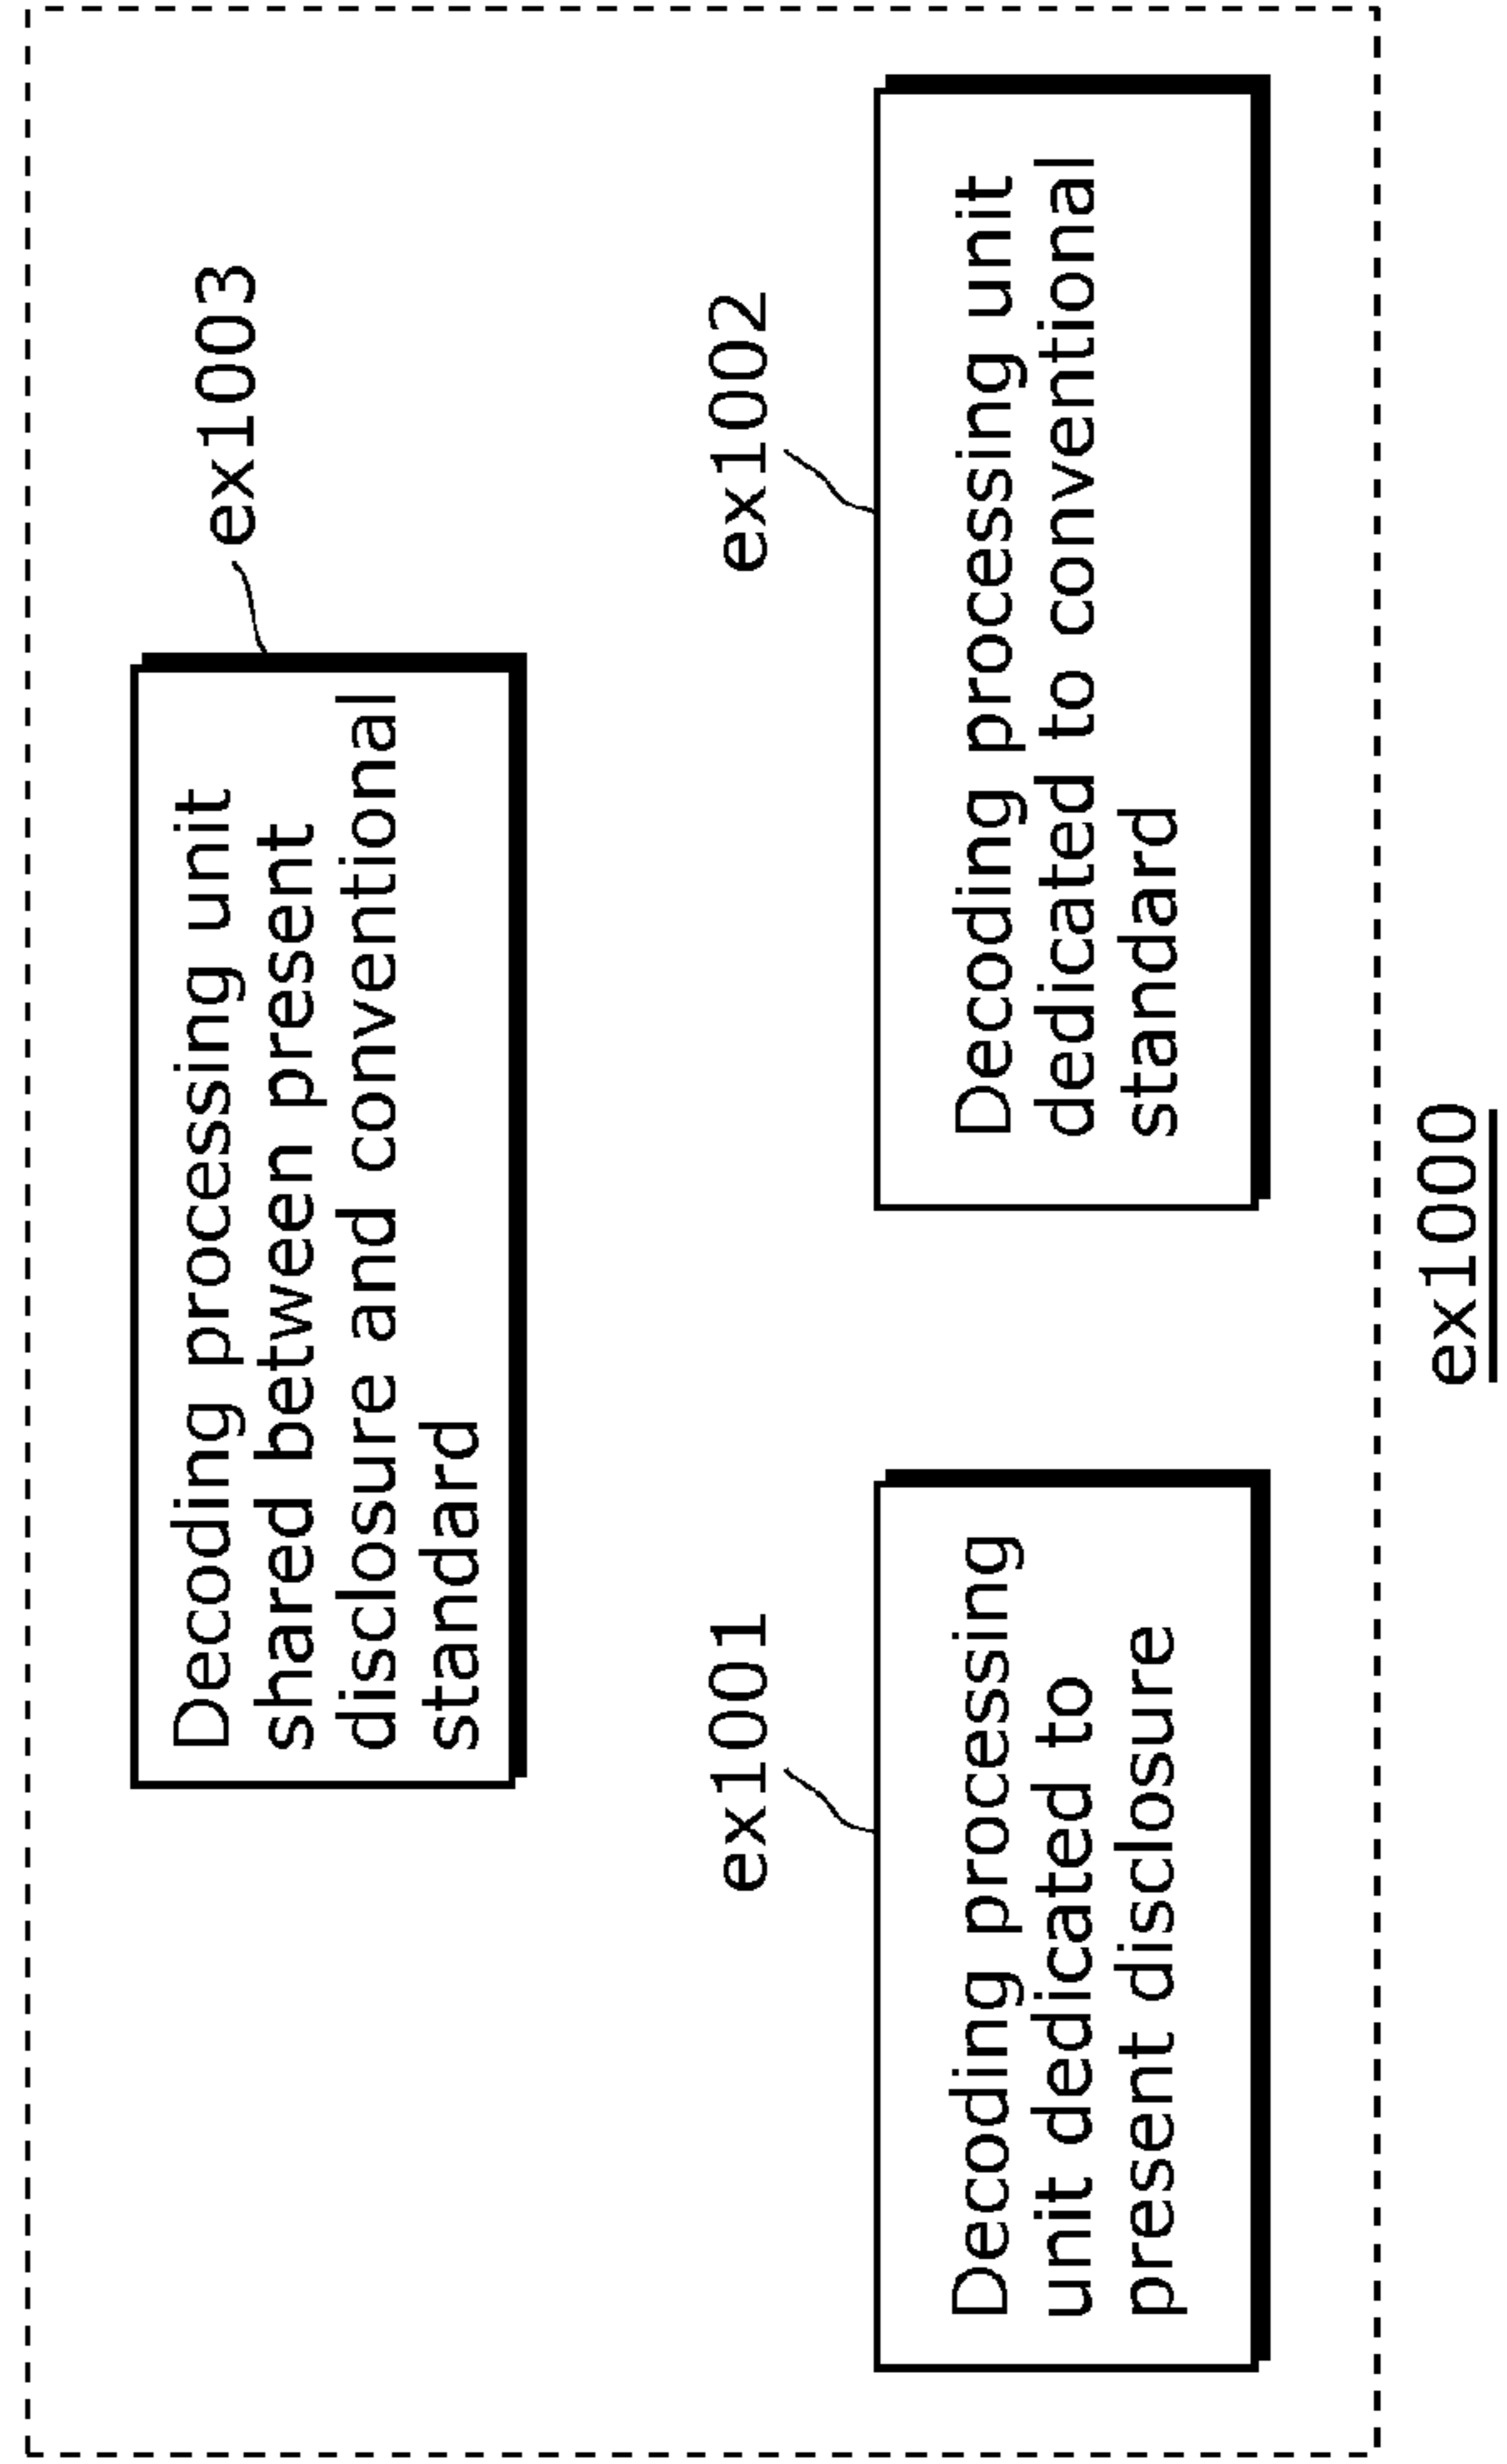 ex1003
Decoding processing unit
shared between present
disclosure and conventional
standard
ex1001
Decoding processing
unit dedicated to
present disclosure
ex1002
Decoding processing unit
dedicated to conventional
standard
ex1000